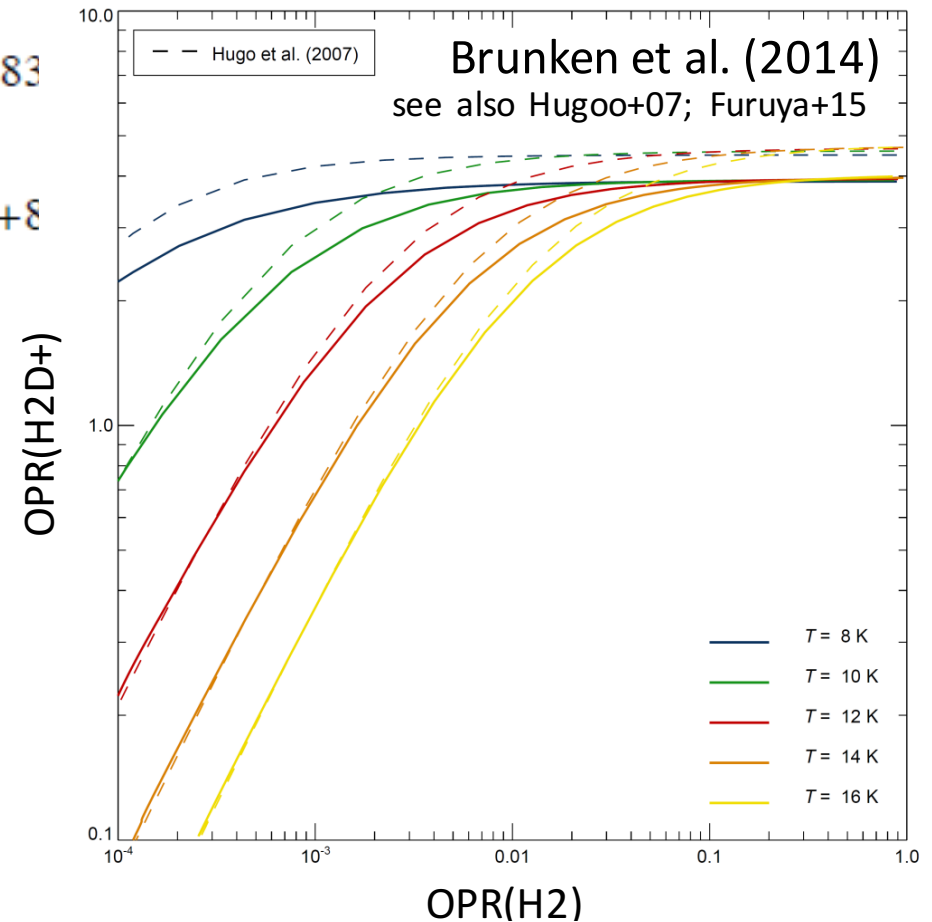 83
+8
10.0
Hugo et al. (2007)
Brunken et al. (2014)
see also Hugoo+07; Furuya+15
OPR(H2D+)
1.0
T = 8 K
T = 10 K
T = 12 K
T = 14 K
T = 16 K
0.1
10-4
10-3
0.01
0.1
1.0
OPR(H2)